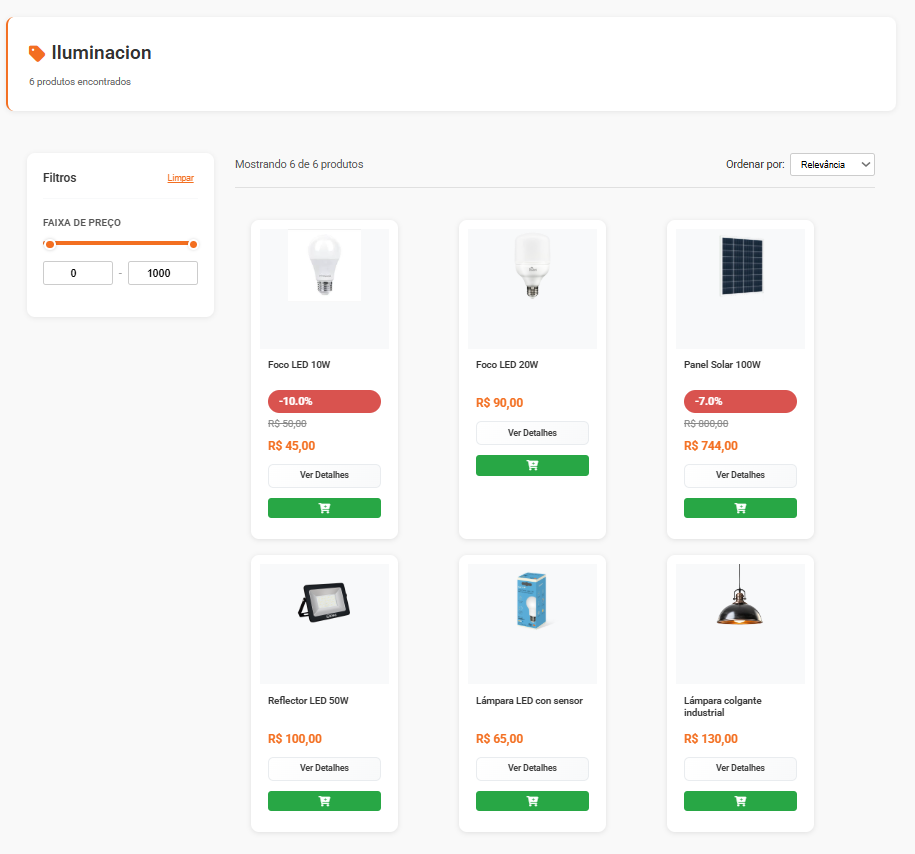 Iluminacion
6 produtos encontrados
Filtros
Limpar
FAIXA DE PREÇO
0 - 1000
Mostrando 6 de 6 produtos
Ordenar por: Relevância
Foco LED 10W
-10.0%
R$ 50,00
R$ 45,00
Ver Detalhes
Foco LED 20W
R$ 90,00
Ver Detalhes
Panel Solar 100W
-7.0%
R$ 800,00
R$ 744,00
Ver Detalhes
Reflector LED 50W
R$ 100,00
Ver Detalhes
Lámpara LED con sensor
R$ 65,00
Ver Detalhes
Lámpara colgante
industrial
R$ 130,00
Ver Detalhes